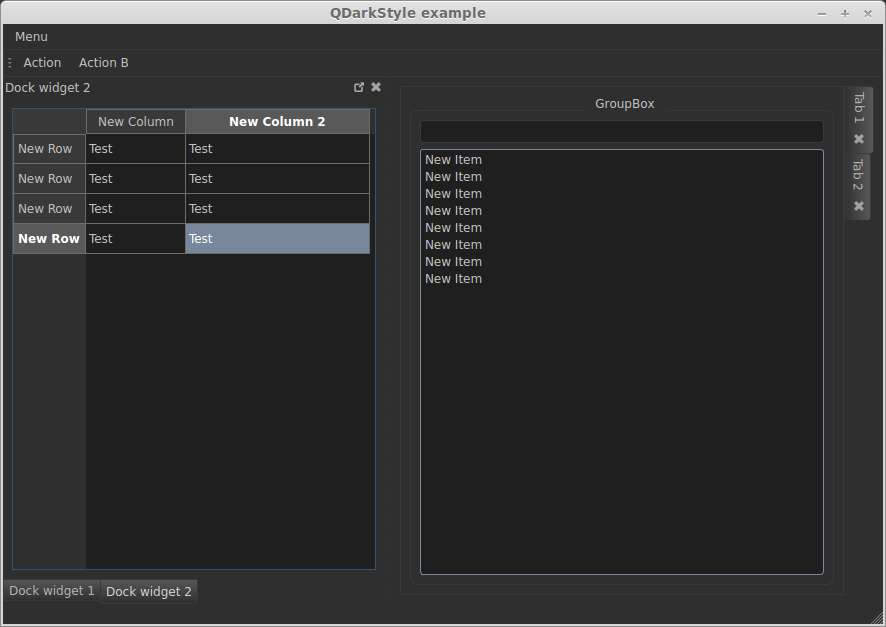 QDarkStyle example
Menu
Action Action B
Dock widget 2
New Column New Column 2
New Row Test Test
New Row Test Test
New Row Test Test
New Row Test Test
Dock widget 1 Dock widget 2
GroupBox
New Item
New Item
New Item
New Item
New Item
New Item
New Item
New Item
Tab 1
Tab 2